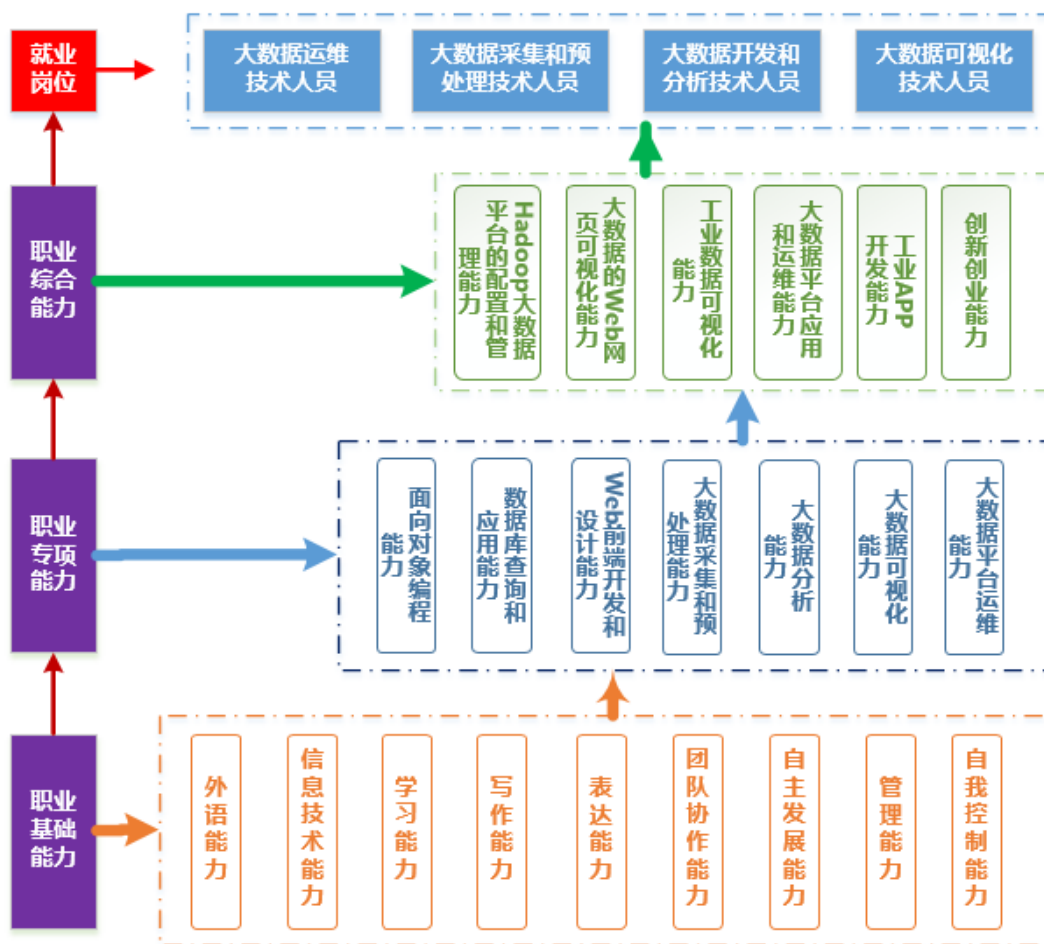 就业
岗位
大数据运维
技术人员
大数据采集和预
处理技术人员
大数据开发和
分析技术人员
大数据可视化
技术人员
职业
综合
能力
Hadoop大数据
平台的配置和管
理能力
大数据的Web网
页可视化能力
工业数据可视化
能力
大数据平台应用
和运维能力
工业APP
开发能力
创新创业能力
职业
专项
能力
面向对象编程
能力
数据库查询和
应用能力
Web前端开发和
设计能力
大数据采集和预
处理能力
大数据分析
能力
大数据可视化
能力
大数据平台运维
能力
职业
基础
能力
外语能力
信息技术能力
学习能力
写作能力
表达能力
团队协作能力
自主发展能力
管理能力
自我控制能力